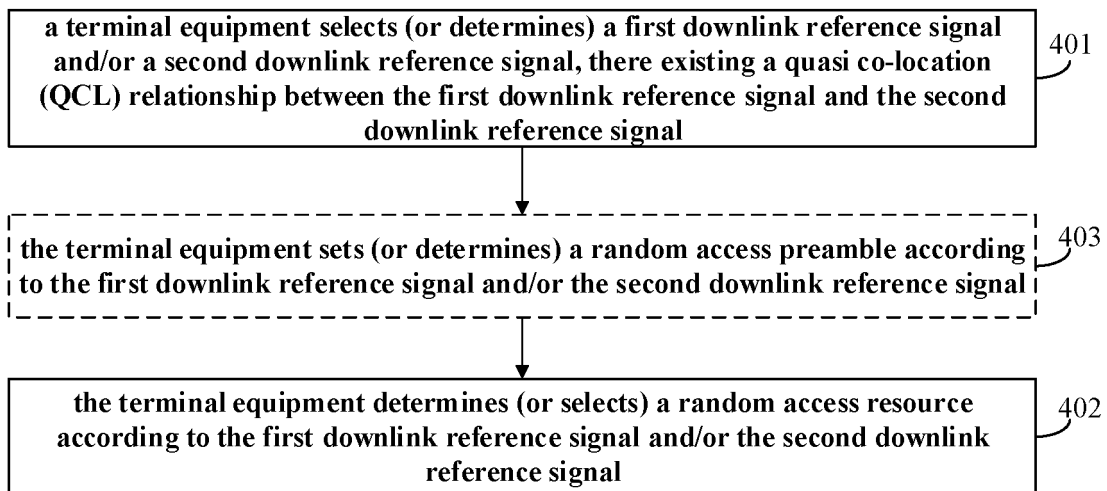 a terminal equipment selects (or determines) a first downlink reference signal
and/or a second downlink reference signal, there existing a quasi co-location
(QCL) relationship between the first downlink reference signal and the second
downlink reference signal
401
the terminal equipment sets (or determines) a random access preamble according
to the first downlink reference signal and/or the second downlink reference signal
403
the terminal equipment determines (or selects) a random access resource
according to the first downlink reference signal and/or the second downlink
reference signal
402